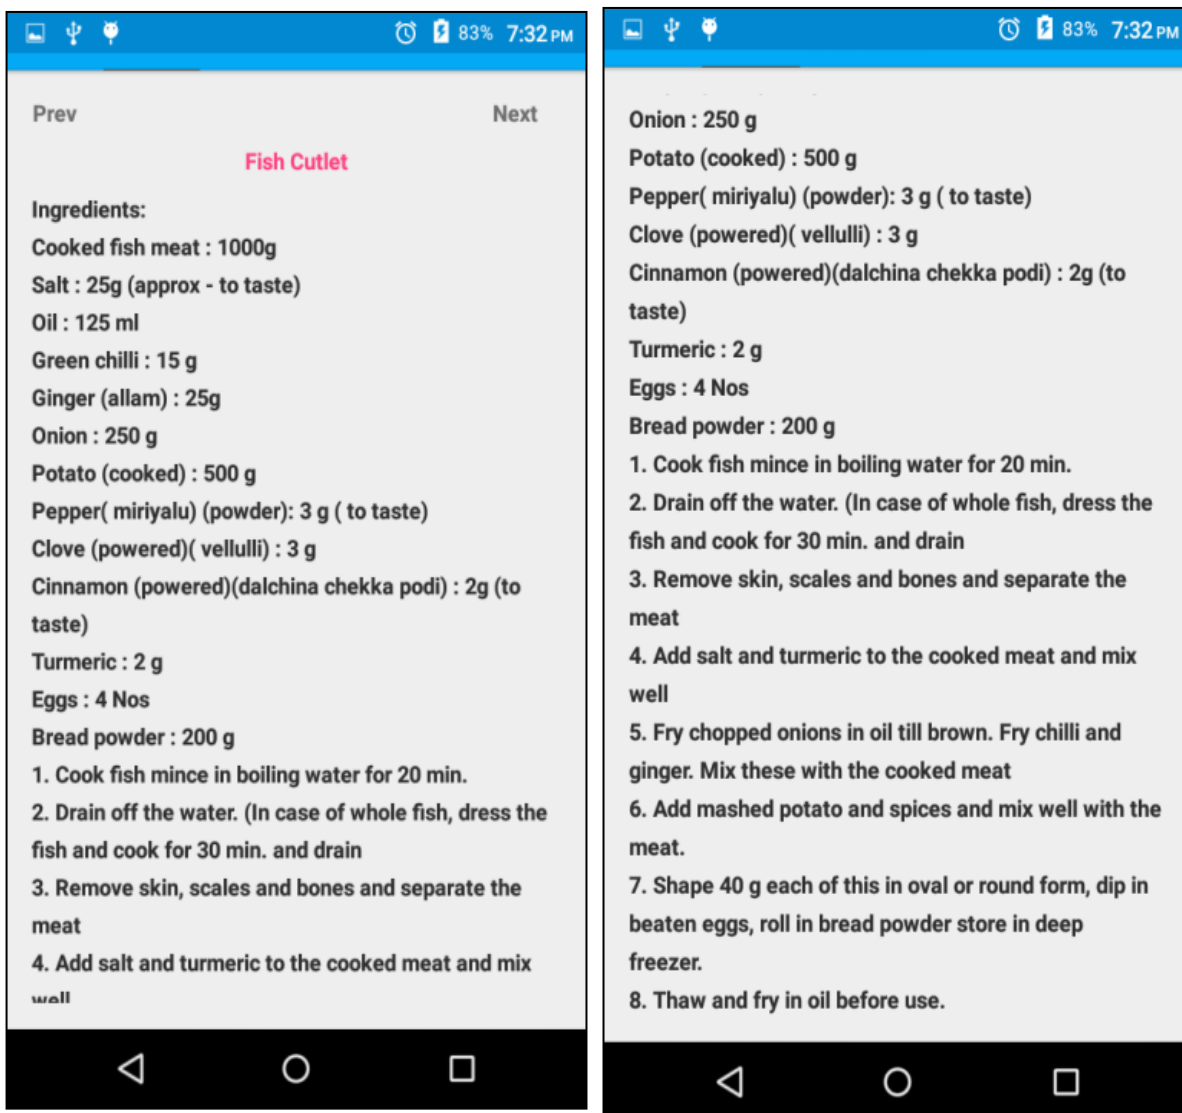 83% 7:32 PM
Prev Next
Fish Cutlet
Ingredients:
Cooked fish meat : 1000g
Salt : 25g (approx - to taste)
Oil : 125 ml
Green chilli : 15 g
Ginger (allam) : 25g
Onion : 250 g
Potato (cooked) : 500 g
Pepper( miriyalu) (powder): 3 g ( to taste)
Clove (powered)( vellulli) : 3 g
Cinnamon (powered)(dalchina chekka podi) : 2g (to
taste)
Turmeric : 2 g
Eggs : 4 Nos
Bread powder : 200 g
1. Cook fish mince in boiling water for 20 min.
2. Drain off the water. (In case of whole fish, dress the
fish and cook for 30 min. and drain
3. Remove skin, scales and bones and separate the
meat
4. Add salt and turmeric to the cooked meat and mix
well
83% 7:32 PM
Onion : 250 g
Potato (cooked) : 500 g
Pepper( miriyalu) (powder): 3 g ( to taste)
Clove (powered)( vellulli) : 3 g
Cinnamon (powered)(dalchina chekka podi) : 2g (to
taste)
Turmeric : 2 g
Eggs : 4 Nos
Bread powder : 200 g
1. Cook fish mince in boiling water for 20 min.
2. Drain off the water. (In case of whole fish, dress the
fish and cook for 30 min. and drain
3. Remove skin, scales and bones and separate the
meat
4. Add salt and turmeric to the cooked meat and mix
well
5. Fry chopped onions in oil till brown. Fry chilli and
ginger. Mix these with the cooked meat
6. Add mashed potato and spices and mix well with the
meat.
7. Shape 40 g each of this in oval or round form, dip in
beaten eggs, roll in bread powder store in deep
freezer.
8. Thaw and fry in oil before use.